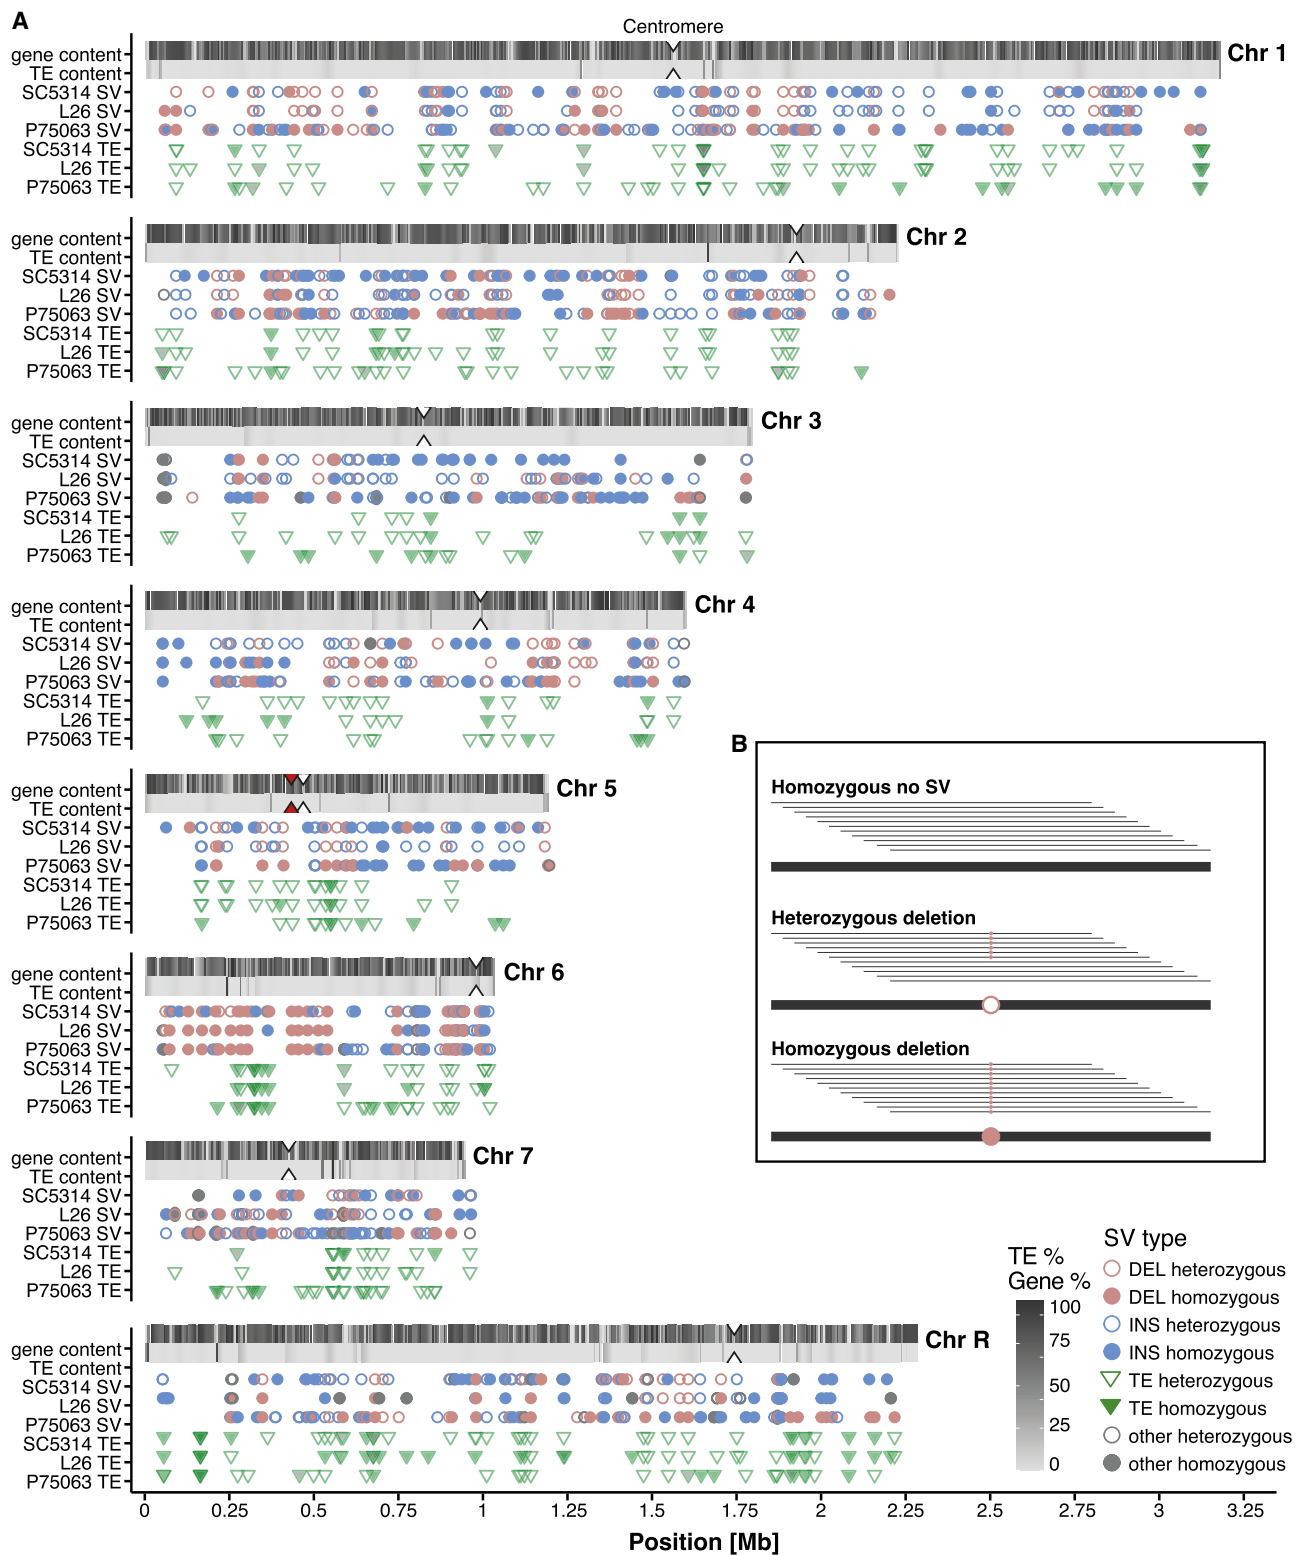 A
Centromere
gene content
TE content
Chr 1
SC5314 SV
L26 SV
P75063 SV
SC5314 TE
L26 TE
P75063 TE
gene content
TE content
Chr 2
SC5314 SV
L26 SV
P75063 SV
SC5314 TE
L26 TE
P75063 TE
gene content
TE content
Chr 3
SC5314 SV
L26 SV
P75063 SV
SC5314 TE
L26 TE
P75063 TE
gene content
TE content
Chr 4
SC5314 SV
L26 SV
P75063 SV
SC5314 TE
L26 TE
P75063 TE
gene content
TE content
Chr 5
SC5314 SV
L26 SV
P75063 SV
SC5314 TE
L26 TE
P75063 TE
gene content
TE content
Chr 6
SC5314 SV
L26 SV
P75063 SV
SC5314 TE
L26 TE
P75063 TE
gene content
TE content
Chr 7
SC5314 SV
L26 SV
P75063 SV
SC5314 TE
L26 TE
P75063 TE
gene content
TE content
Chr R
SC5314 SV
L26 SV
P75063 SV
SC5314 TE
L26 TE
P75063 TE
0 0.25 0.5 0.75 1 1.25 1.5 1.75 2 2.25 2.5 2.75 3 3.25
Position [Mb]
B
Homozygous no SV
Heterozygous deletion
Homozygous deletion
TE %
Gene %
100
75
50
25
0
SV type
DEL heterozygous
DEL homozygous
INS heterozygous
INS homozygous
TE heterozygous
TE homozygous
other heterozygous
other homozygous